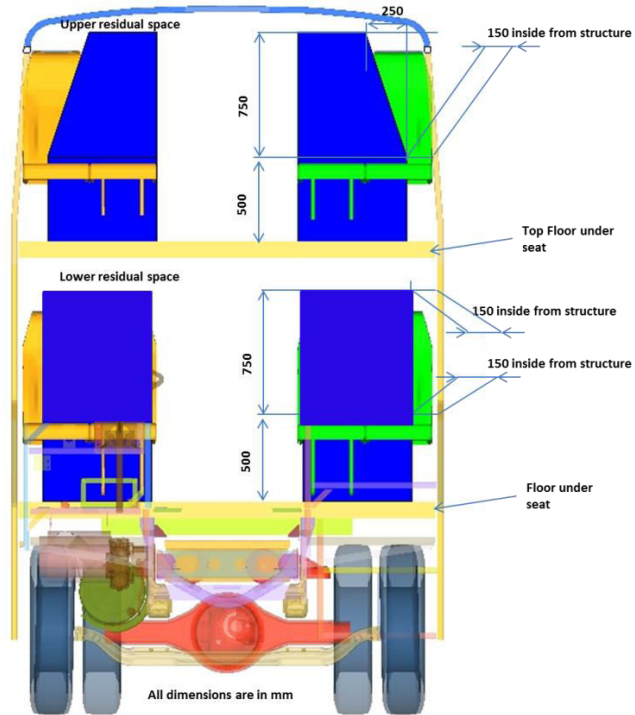 250
Upper residual space
150 inside from structure
750
500
Top Floor under
seat
Lower residual space
150 inside from structure
750
150 inside from structure
500
Floor under
seat
All dimensions are in mm